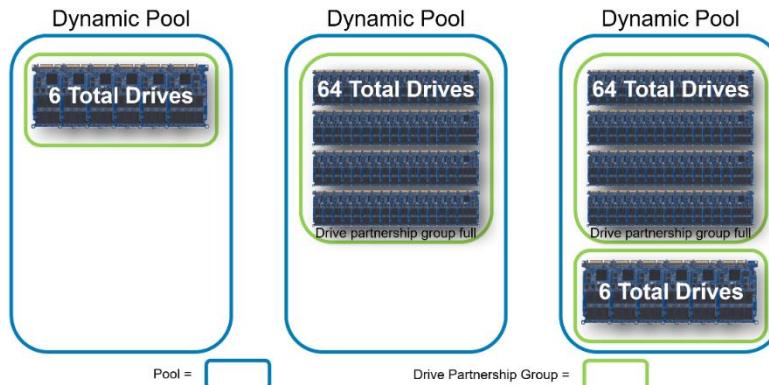 Dynamic Pool
6 Total Drives
Dynamic Pool
64 Total Drives
Drive partnership group full
Dynamic Pool
64 Total Drives
Drive partnership group full
6 Total Drives
Pool =
Drive Partnership Group =